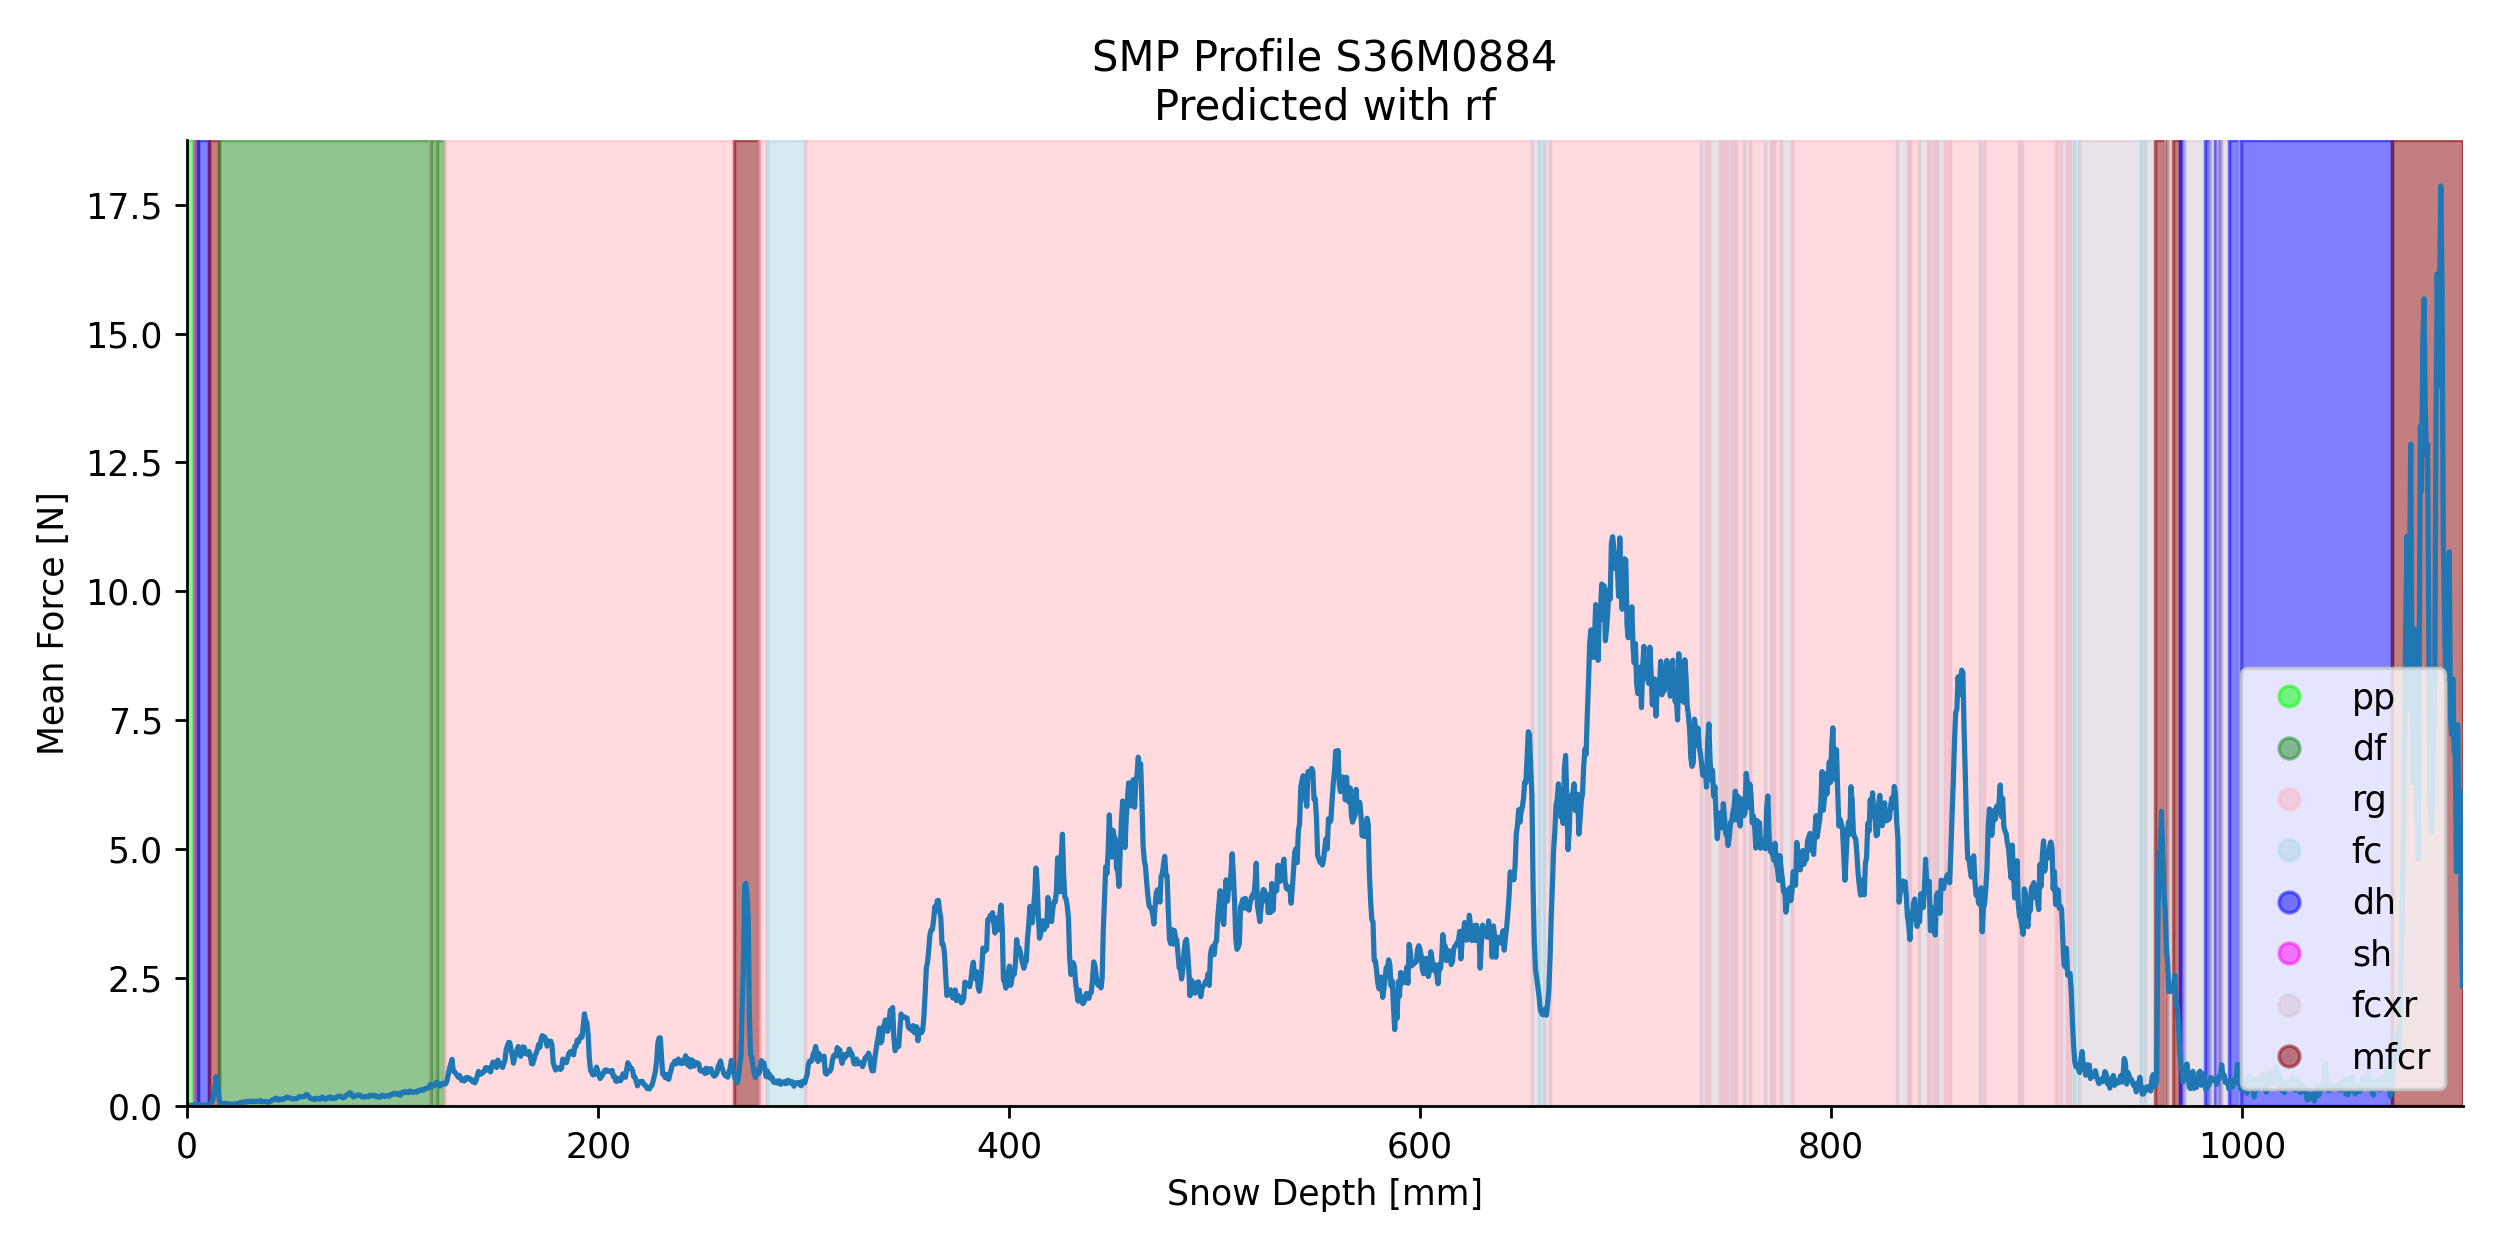 SMP Profile S36M0884
Predicted with rf
Mean Force [N]
17.5
15.0
12.5
10.0
7.5
5.0
2.5
0.0
0
200
400
600
800
1000
Snow Depth [mm]
pp
df
rg
fc
dh
sh
fcxr
mfcr